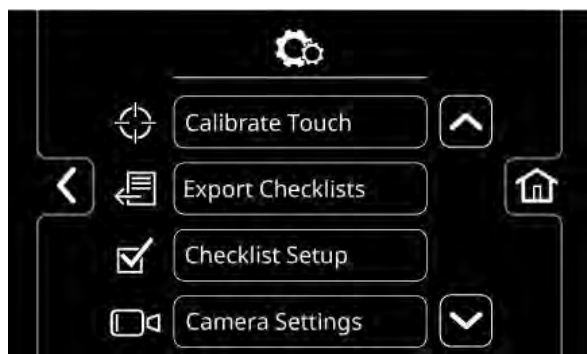 Calibrate Touch
Export Checklists
Checklist Setup
Camera Settings